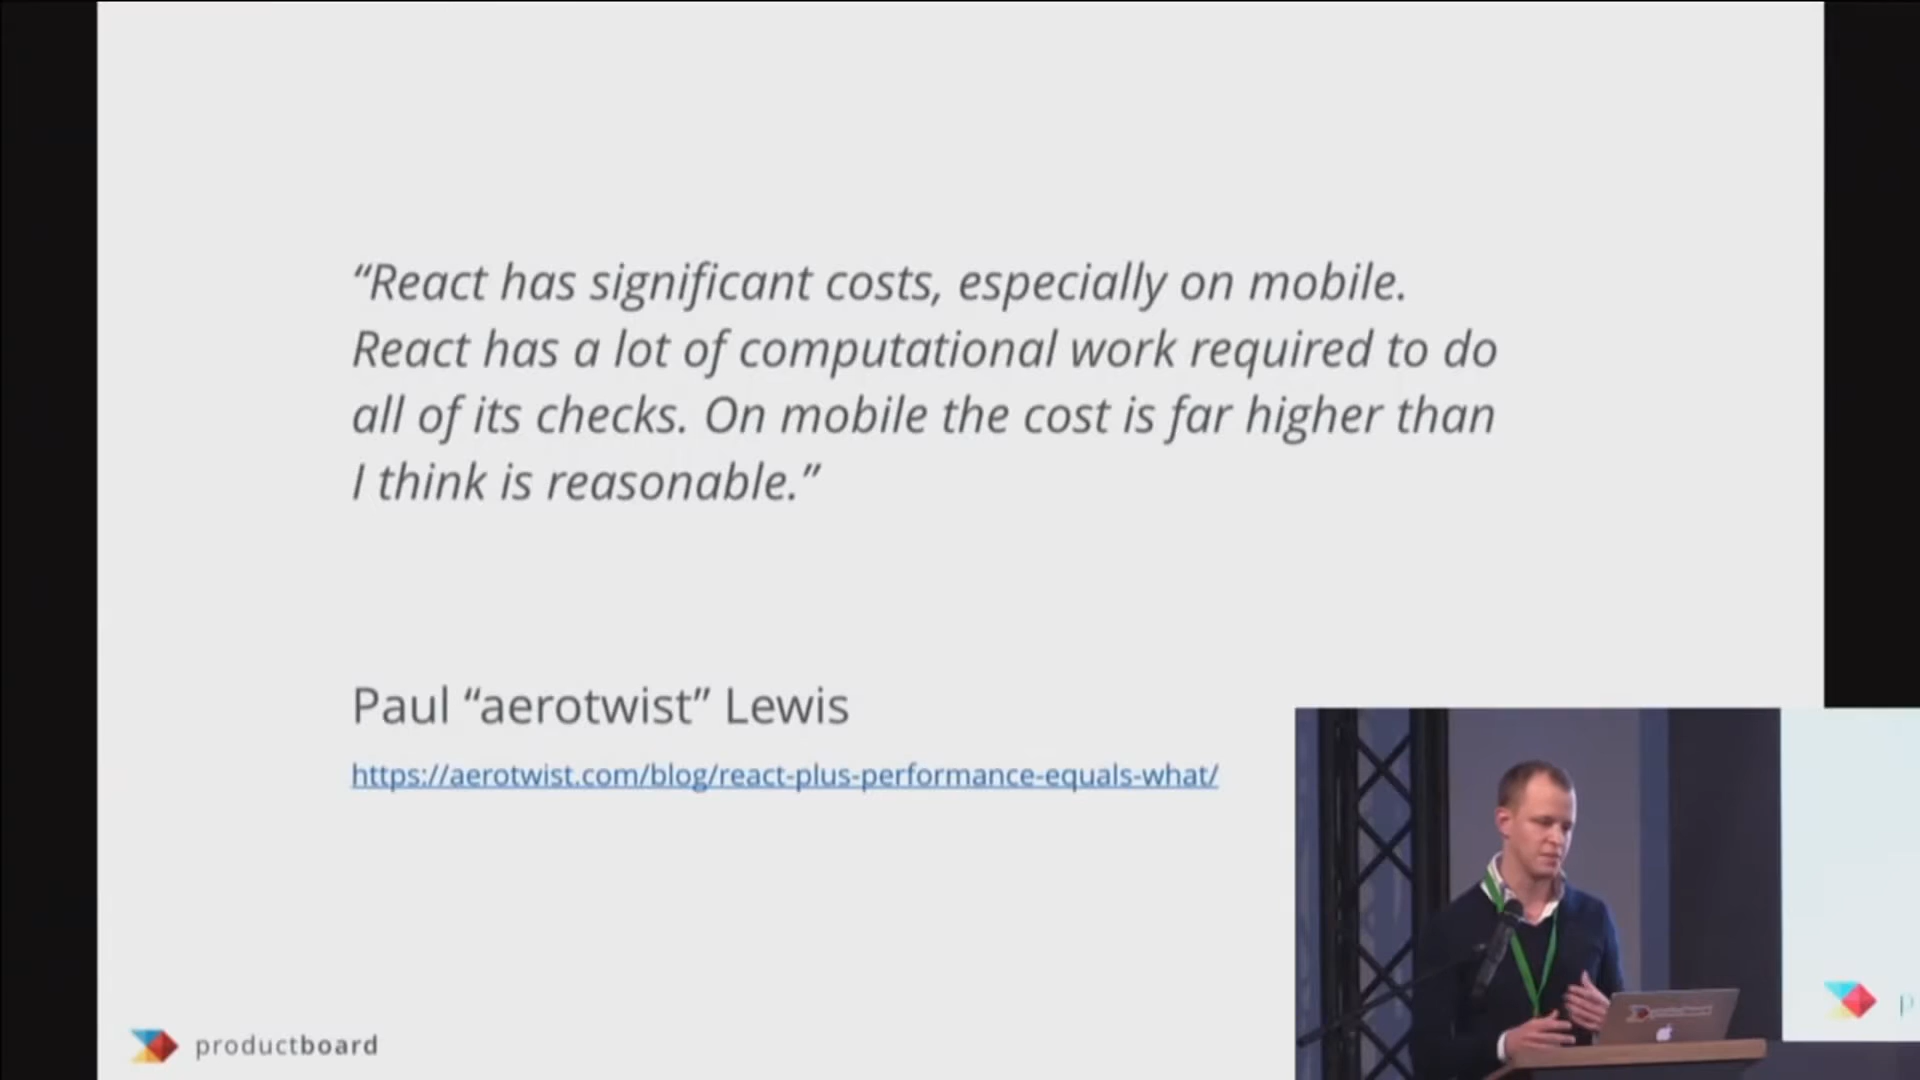 “React has significant costs, especially on mobile.
React has a lot of computational work required to do
all of its checks. On mobile the cost is far higher than
I think is reasonable.”
Paul “aerotwist” Lewis
https://aerotwist.com/blog/react-plus-performance-equals-what/
productboard
p